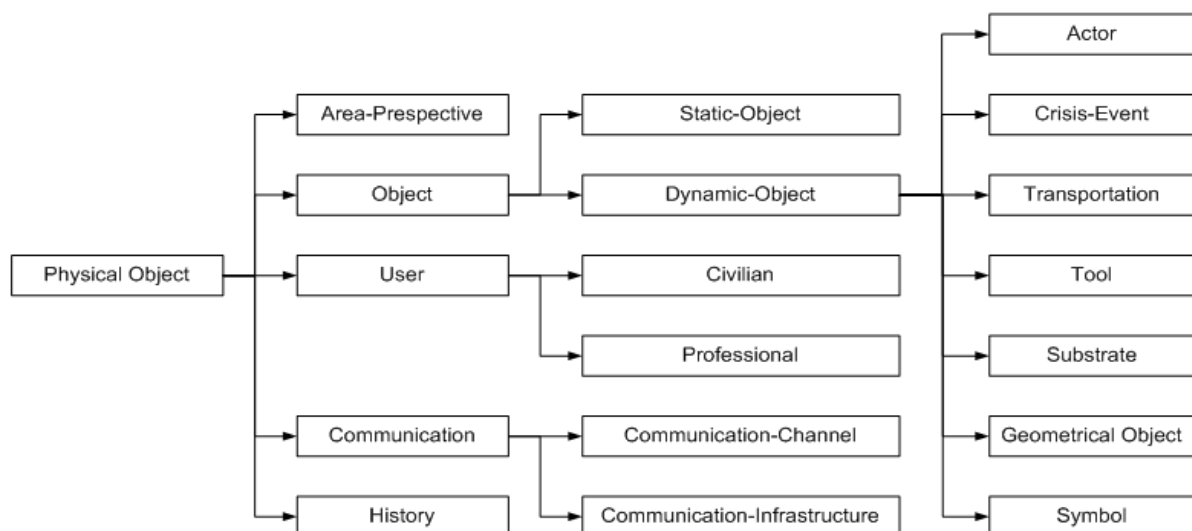 Actor
Area-Prespective
Static-Object
Crisis-Event
Object
Dynamic-Object
Transportation
Physical Object
User
Civilian
Tool
Professional
Substrate
Communication
Communication-Channel
Geometrical Object
History
Communication-Infrastructure
Symbol